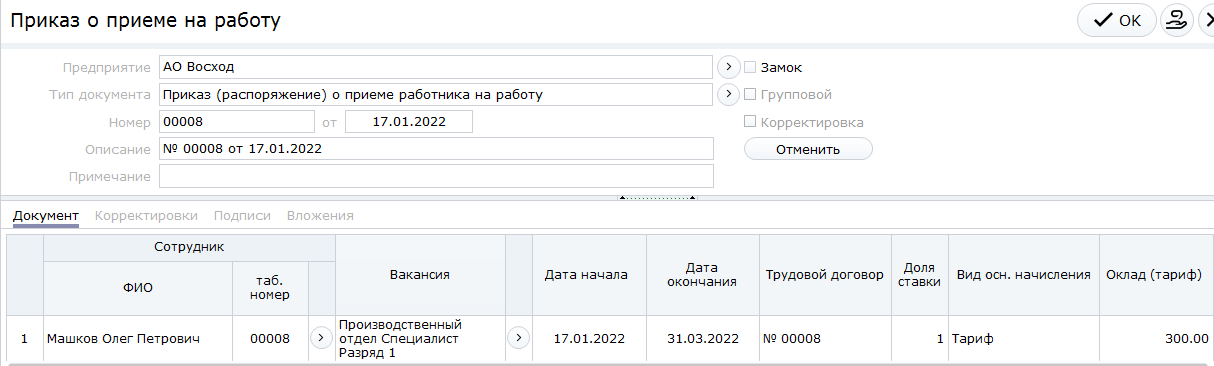 Приказ о приеме на работу
OK
Предприятие АО Восход Замок
Тип документа Приказ (распоряжение) о приеме работника на работу Групповой
Номер 00008 от 17.01.2022 Корректировка
Описание № 00008 от 17.01.2022 Отменить
Примечание
Документ Корректировки Подписи Вложения
Сотрудник
ФИО
таб.
номер
Вакансия
Дата начала
Дата
окончания
Трудовой договор
Доля
ставки
Вид осн. начисления
Оклад (тариф)
1 Машков Олег Петрович 00008
Производственный
отдел Специалист
Разряд 1
17.01.2022 31.03.2022 № 00008 1 Тариф 300.00